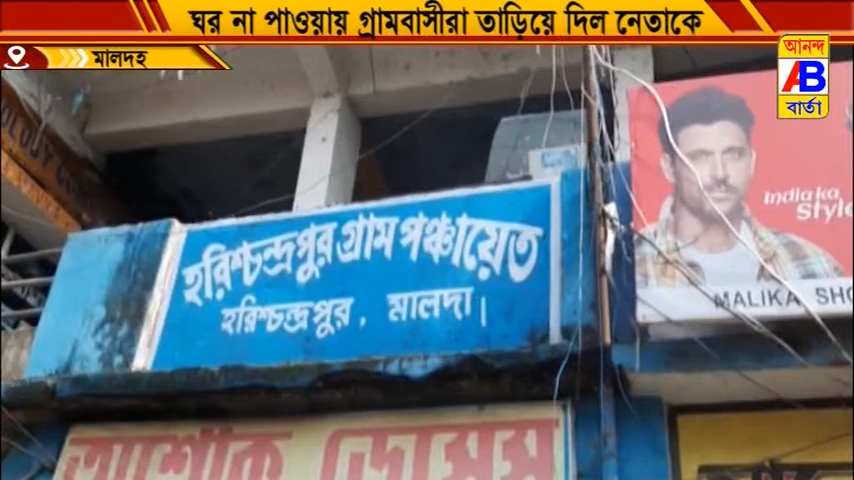 ঘর না পাওয়ায় গ্রামবাসীরা তাড়িয়ে দিল নেতাকে
মালদহ
আনন্দ
AB
বার্তা
হরিশ্চন্দ্রপুর গ্রাম পঞ্চায়েত
হরিশ্চন্দ্রপুর, মালদা।
India ka
Style
MALIKA SHO